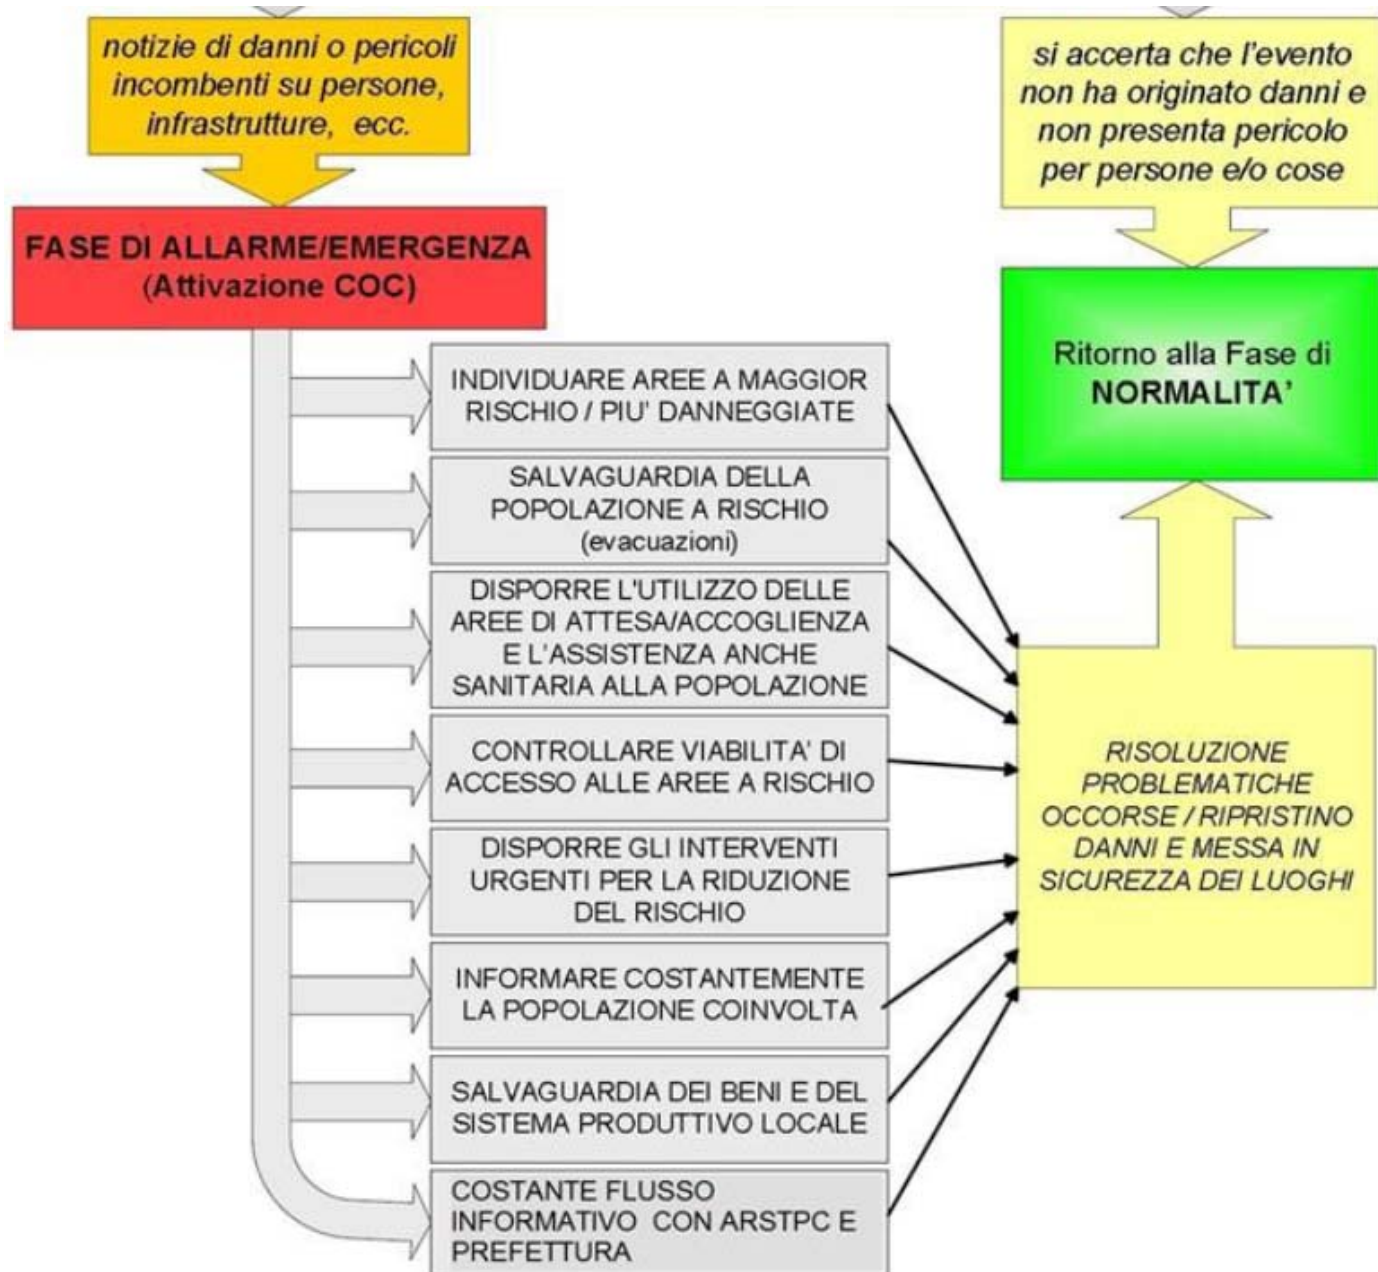 notizie di danni o pericoli
incombenti su persone,
infrastrutture, ecc.
si accerta che l'evento
non ha originato danni e
non presenta pericolo
per persone e/o cose
FASE DI ALLARME/EMERGENZA
(Attivazione COC)
Ritorno alla Fase di
NORMALITA'
INDIVIDUARE AREE A MAGGIOR
RISCHIO / PIU' DANNEGGIATE
SALVAGUARDIA DELLA
POPOLAZIONE A RISCHIO
(evacuazioni)
DISPORRE L'UTILIZZO DELLE
AREE DI ATTESA/ACCOGLIENZA
E L'ASSISTENZA ANCHE
SANITARIA ALLA POPOLAZIONE
CONTROLLARE VIABILITA' DI
ACCESSO ALLE AREE A RISCHIO
DISPORRE GLI INTERVENTI
URGENTI PER LA RIDUZIONE
DEL RISCHIO
INFORMARE COSTANTEMENTE
LA POPOLAZIONE COINVOLTA
SALVAGUARDIA DEI BENI E DEL
SISTEMA PRODUTTIVO LOCALE
COSTANTE FLUSSO
INFORMATIVO CON ARSTPC E
PREFETTURA
RISOLUZIONE
PROBLEMATICHE
OCCORSE / RIPRISTINO
DANNI E MESSA IN
SICUREZZA DEI LUOGHI